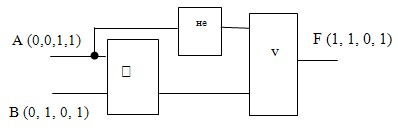 не
A (0,0,1,1)
v
F (1, 1, 0, 1)
B (0, 1, 0, 1)